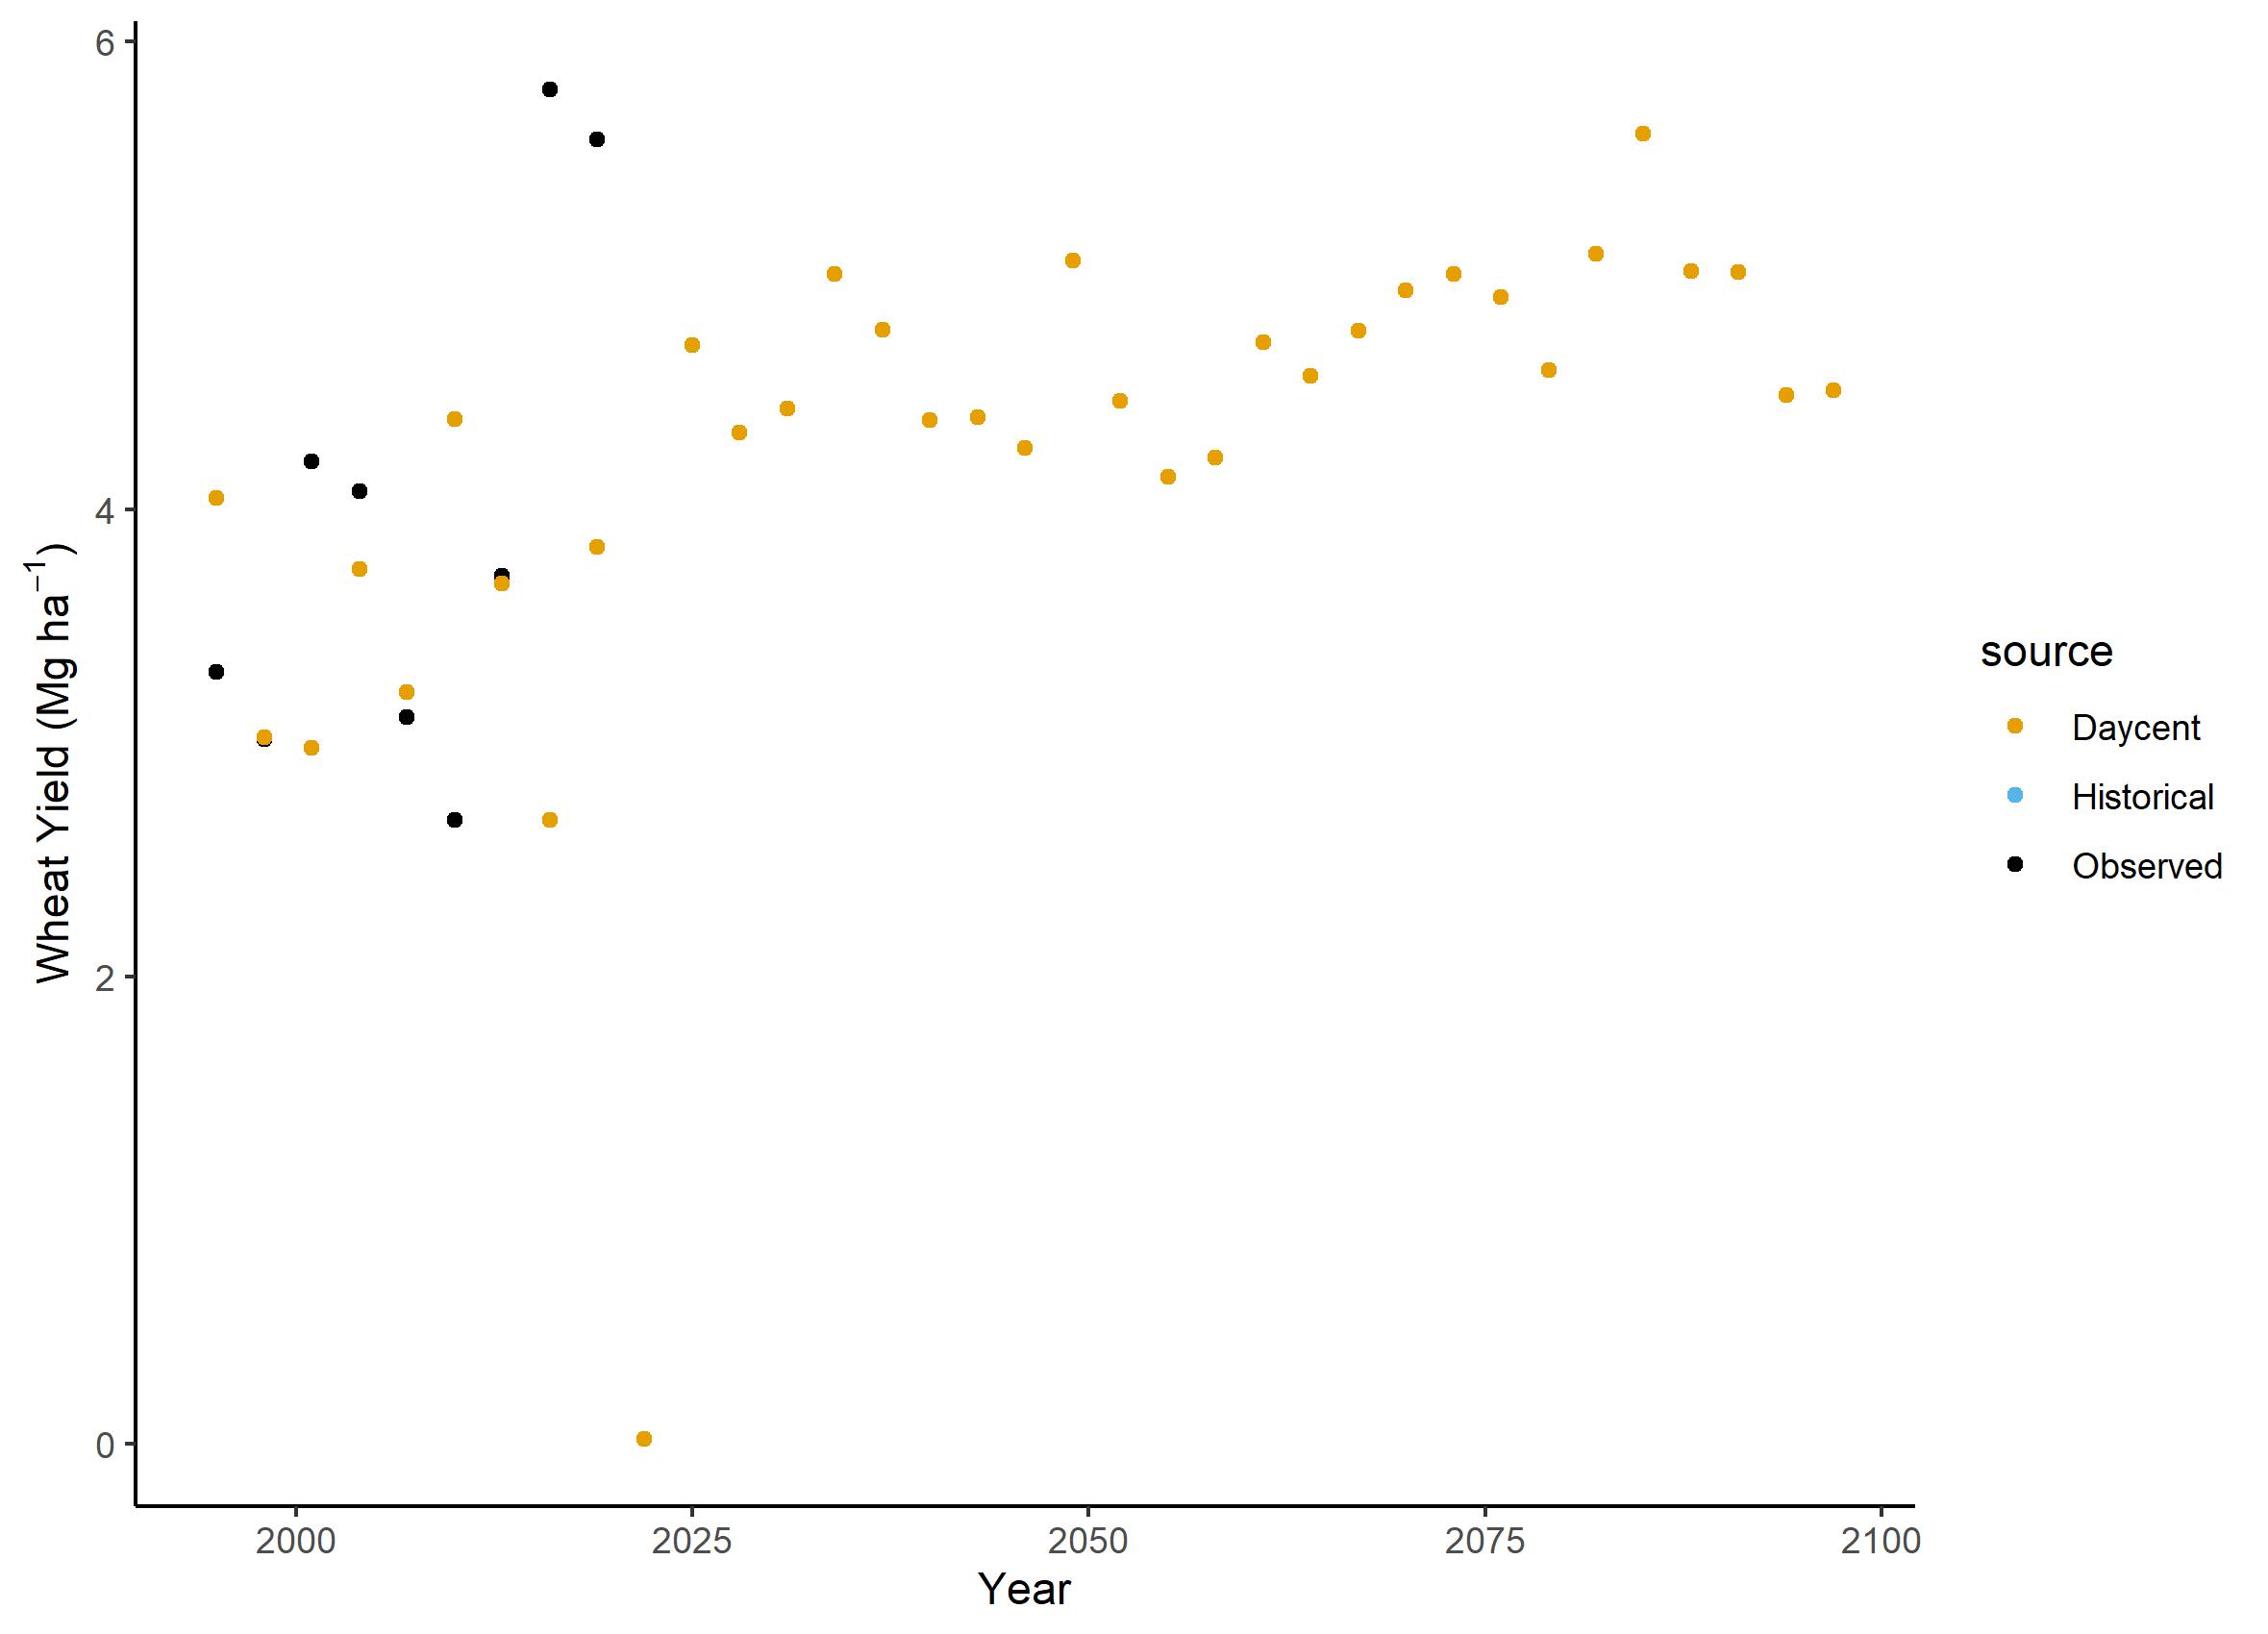 6
4
2
0
Wheat Yield (Mg ha⁻¹)
2000
2025
2050
2075
2100
Year
source
Daycent
Historical
Observed